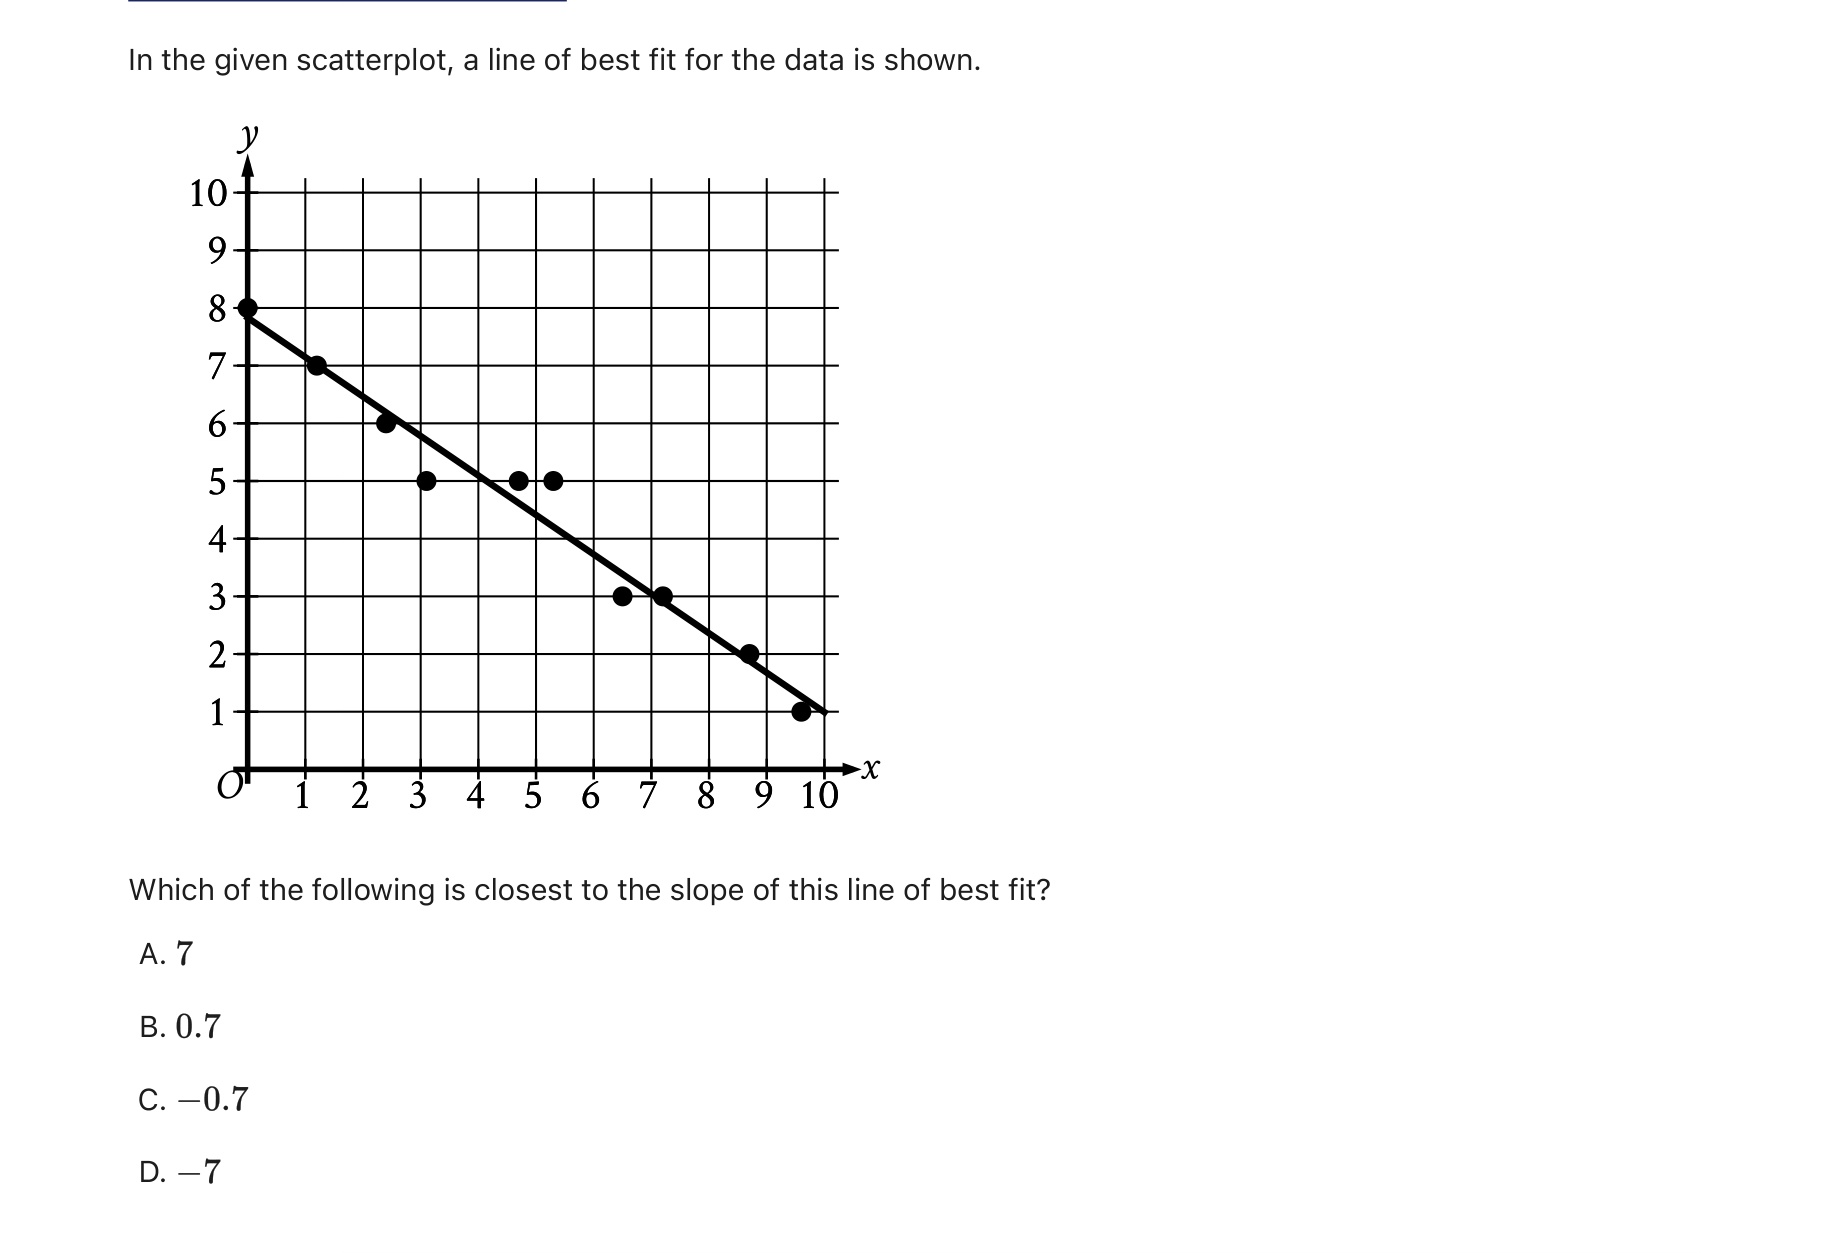 In the given scatterplot, a line of best fit for the data is shown.
y
10
9
8
7
6
5
4
3
2
1
O
1 2 3 4 5 6 7 8 9 10
x
Which of the following is closest to the slope of this line of best fit?
A. 7
B. 0.7
C. −0.7
D. −7